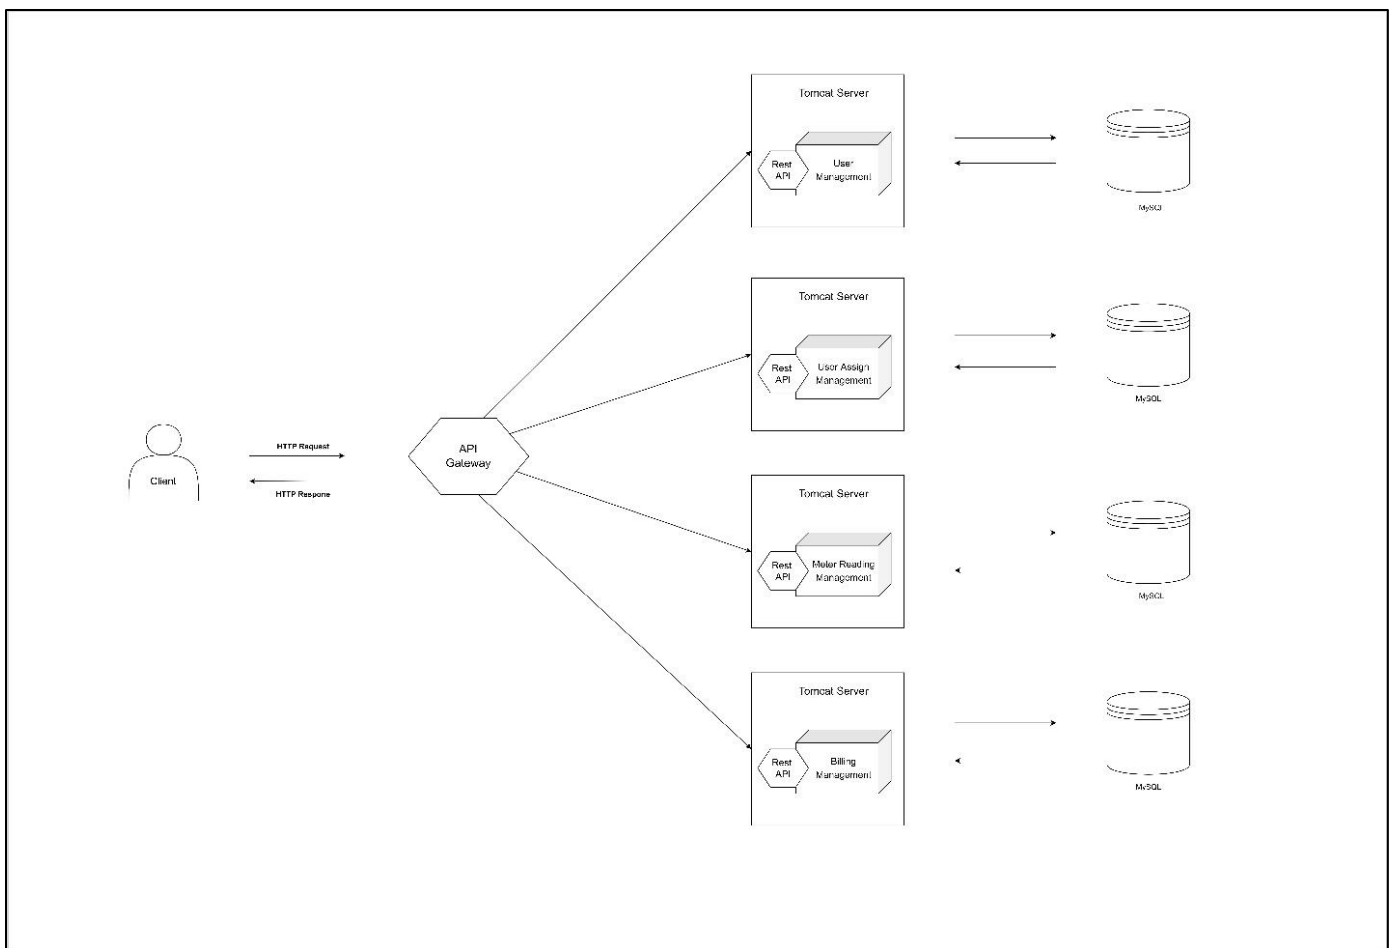 Tomcat Server
Rest
API
User
Management
MySQL
Tomcat Server
Rest
API
User Assign
Management
MySQL
Client
HTTP Request
HTTP Respone
API
Gateway
Tomcat Server
Rest
API
Meter Reading
Management
MySQL
Tomcat Server
Rest
API
Billing
Management
MySQL